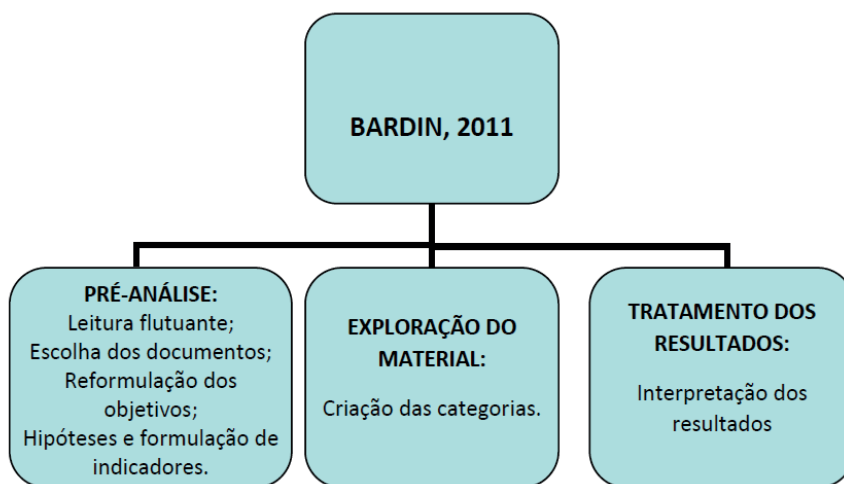 BARDIN, 2011
PRÉ-ANÁLISE:
Leitura flutuante;
Escolha dos documentos;
Reformulação dos
objetivos;
Hipóteses e formulação de
indicadores.
EXPLORAÇÃO DO
MATERIAL:
Criação das categorias.
TRATAMENTO DOS
RESULTADOS:
Interpretação dos
resultados